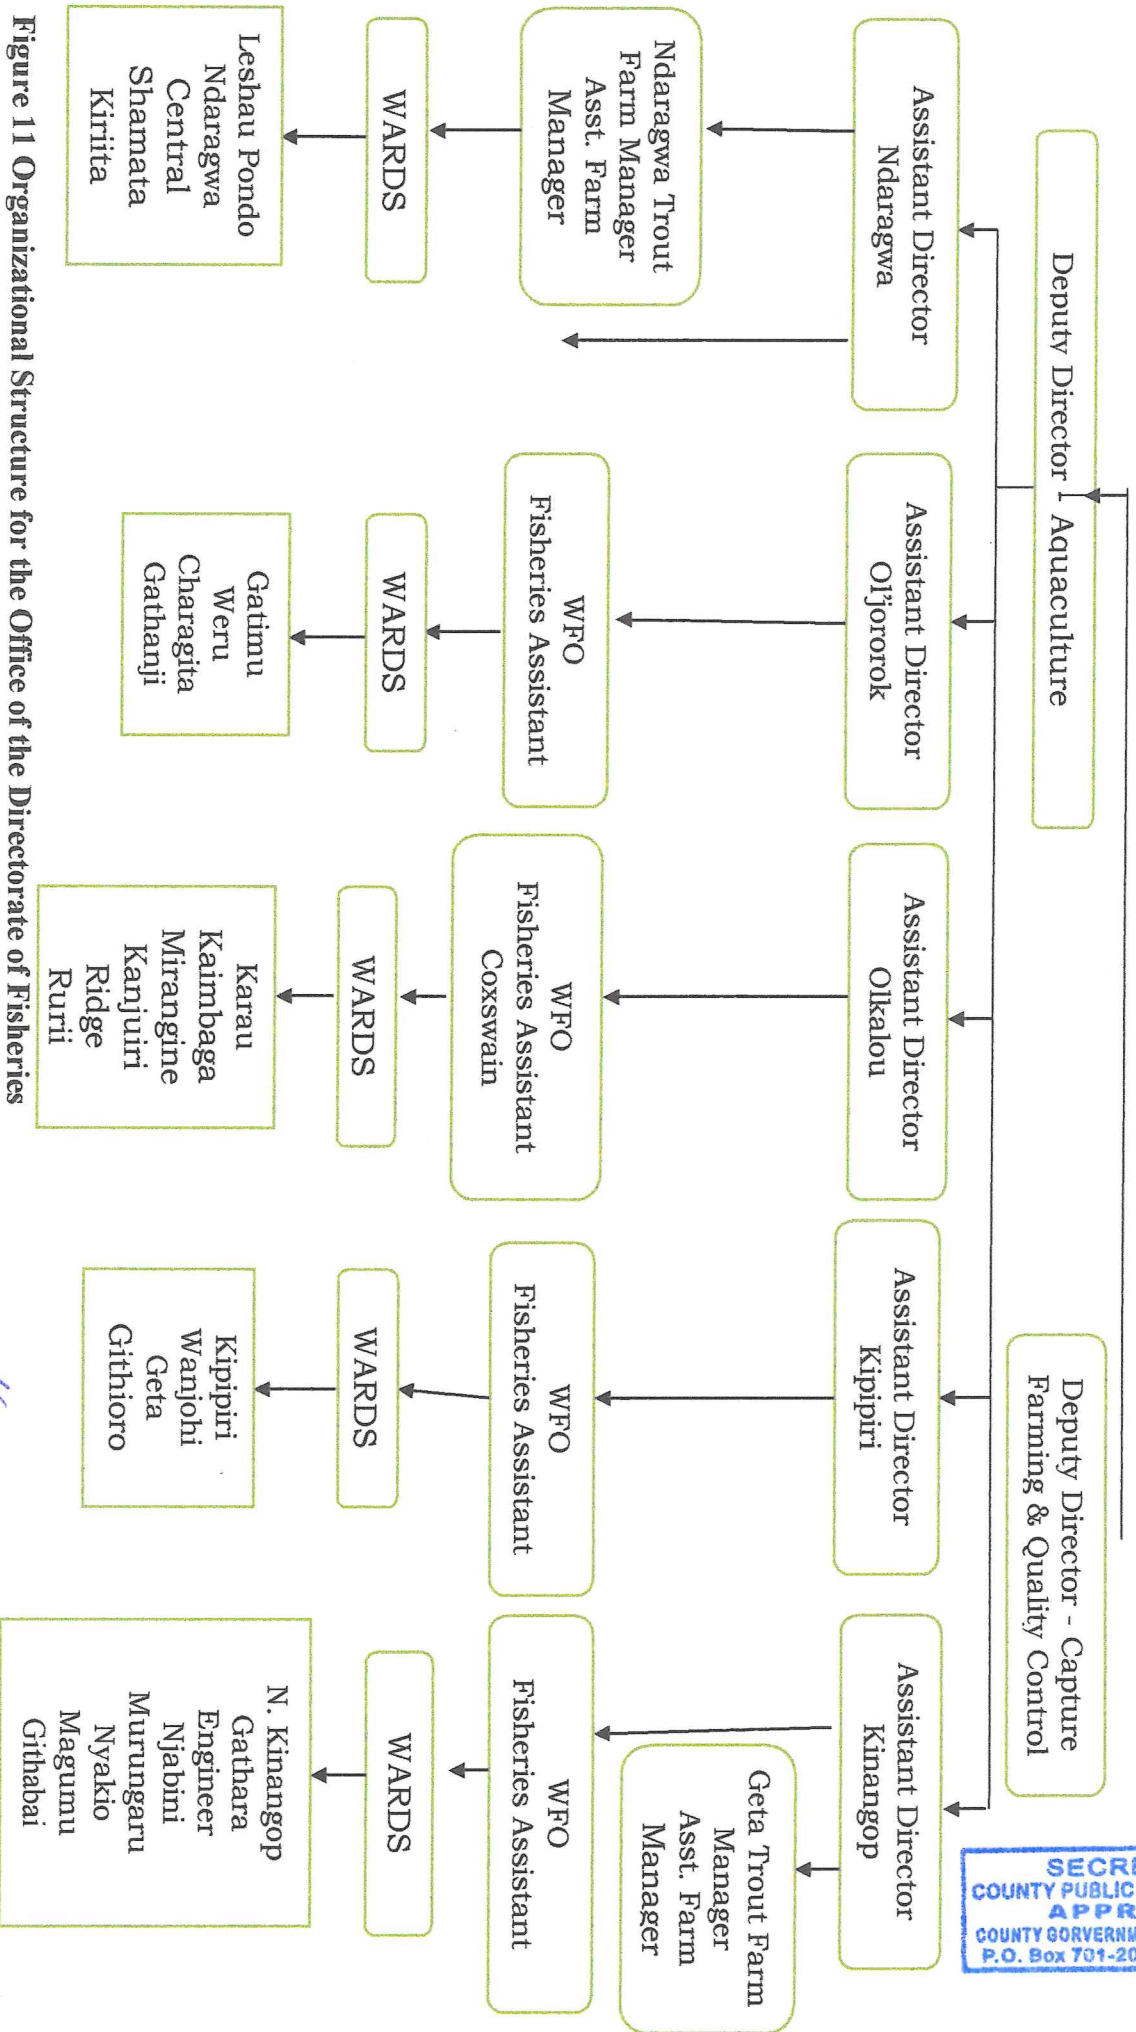 Deputy Director - Aquaculture
Deputy Director - Capture
Farming & Quality Control
Assistant Director
Ndaragwa
Assistant Director
Ol'jororok
Assistant Director
Olkalou
Assistant Director
Kipipiri
Assistant Director
Kinangop
Ndaragwa Trout
Farm Manager
Asst. Farm
Manager
WFO
Fisheries Assistant
WFO
Fisheries Assistant
Coxswain
WFO
Fisheries Assistant
WFO
Fisheries Assistant
Geta Trout Farm
Manager
Asst. Farm
Manager
WARDS
WARDS
WARDS
WARDS
WARDS
Leshau Pondo
Ndaragwa
Central
Shamata
Kiriita
Gatimu
Weru
Charagita
Gathanji
Karau
Kaimbaga
Mirangine
Kanjuiri
Ridge
Rurii
Kipipiri
Wanjohi
Geta
Githioro
N. Kinangop
Gathara
Engineer
Njabini
Murungaru
Nyakio
Magumu
Githabai
Figure 11 Organizational Structure for the Office of the Directorate of Fisheries
COUNTY PUBLIC
COUNTY
P.O. Box 701-20